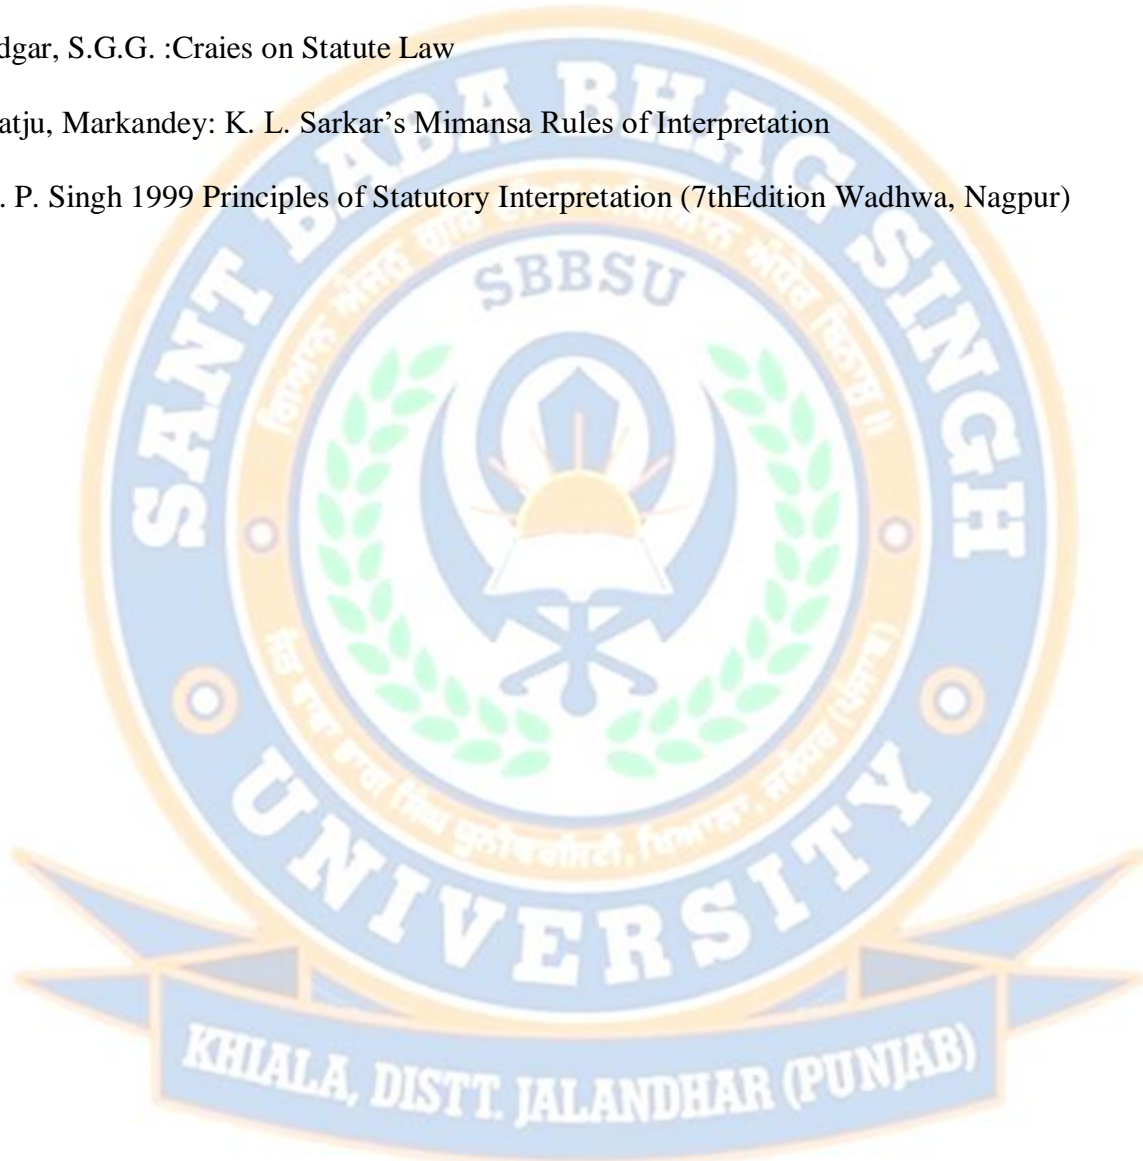 dgar, S.G.G. :Craies on Statute Law
atju, Markandey: K. L. Sarkar’s Mimansa Rules of Interpretation
. P. Singh 1999 Principles of Statutory Interpretation (7thEdition Wadhwa, Nagpur)
SANT BABA BHAG SINGH
SBBSU
UNIVERSITY
KHIALA, DISTT. JALANDHAR (PUNJAB)